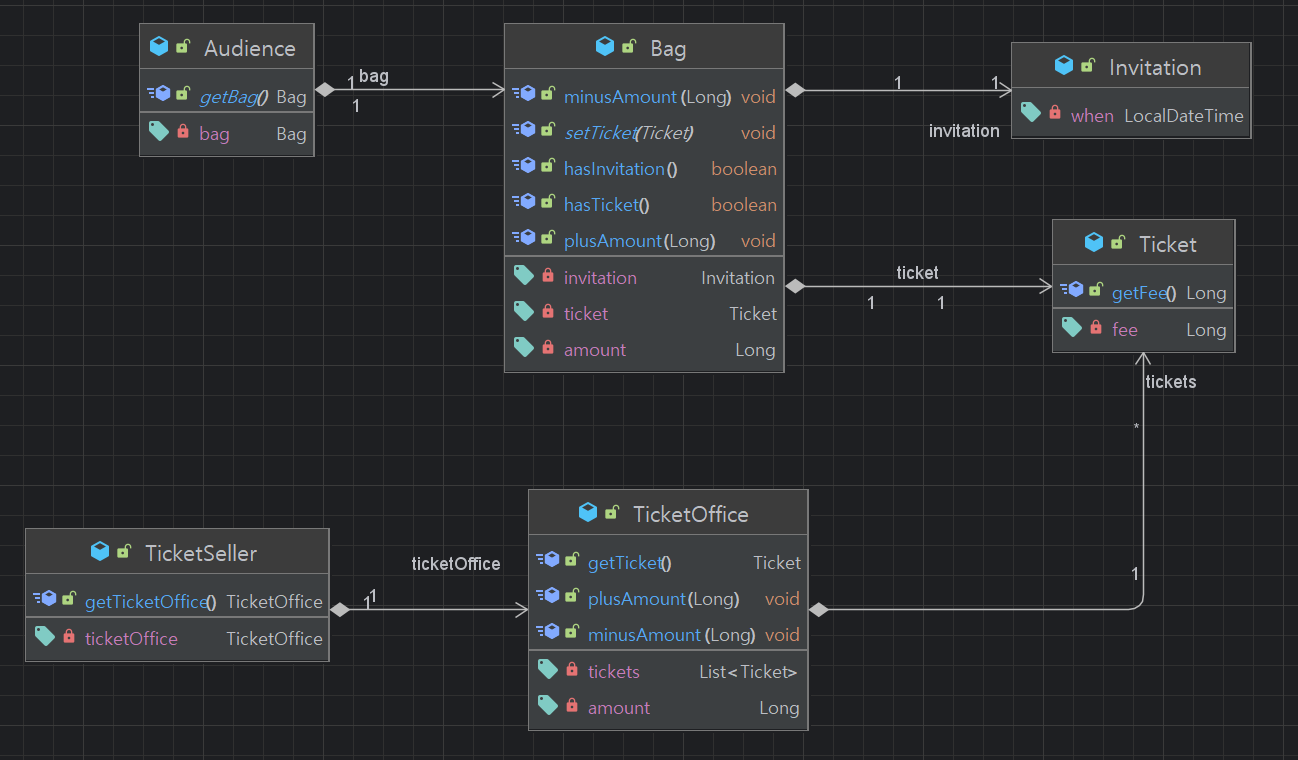 Audience
getBag() Bag
bag Bag
1 bag
1
Bag
minusAmount(Long) void
setTicket(Ticket) void
hasInvitation() boolean
hasTicket() boolean
plusAmount(Long) void
invitation Invitation
ticket Ticket
amount Long
1 1
invitation
Invitation
when LocalDateTime
ticket
1 1
Ticket
getFee() Long
fee Long
tickets
*
1
TicketSeller
getTicketOffice() TicketOffice
ticketOffice TicketOffice
ticketOffice
1 1
TicketOffice
getTicket() Ticket
plusAmount(Long) void
minusAmount(Long) void
tickets List<Ticket>
amount Long